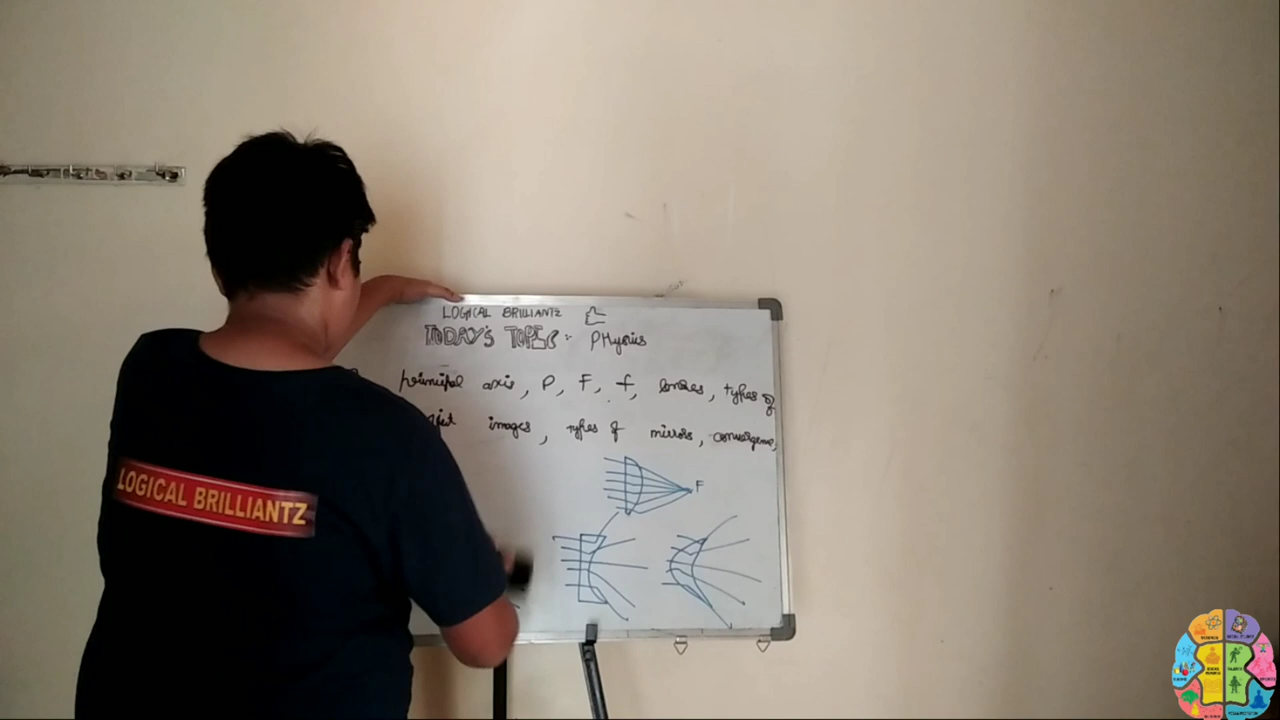 LOGICAL BRILLIANTZ
TODAY'S TOPIC:- PHysics
principal axis, P, F, f, lenses, types of
images, types of mirrors, convergence,
F
LOGICAL BRILLIANTZ